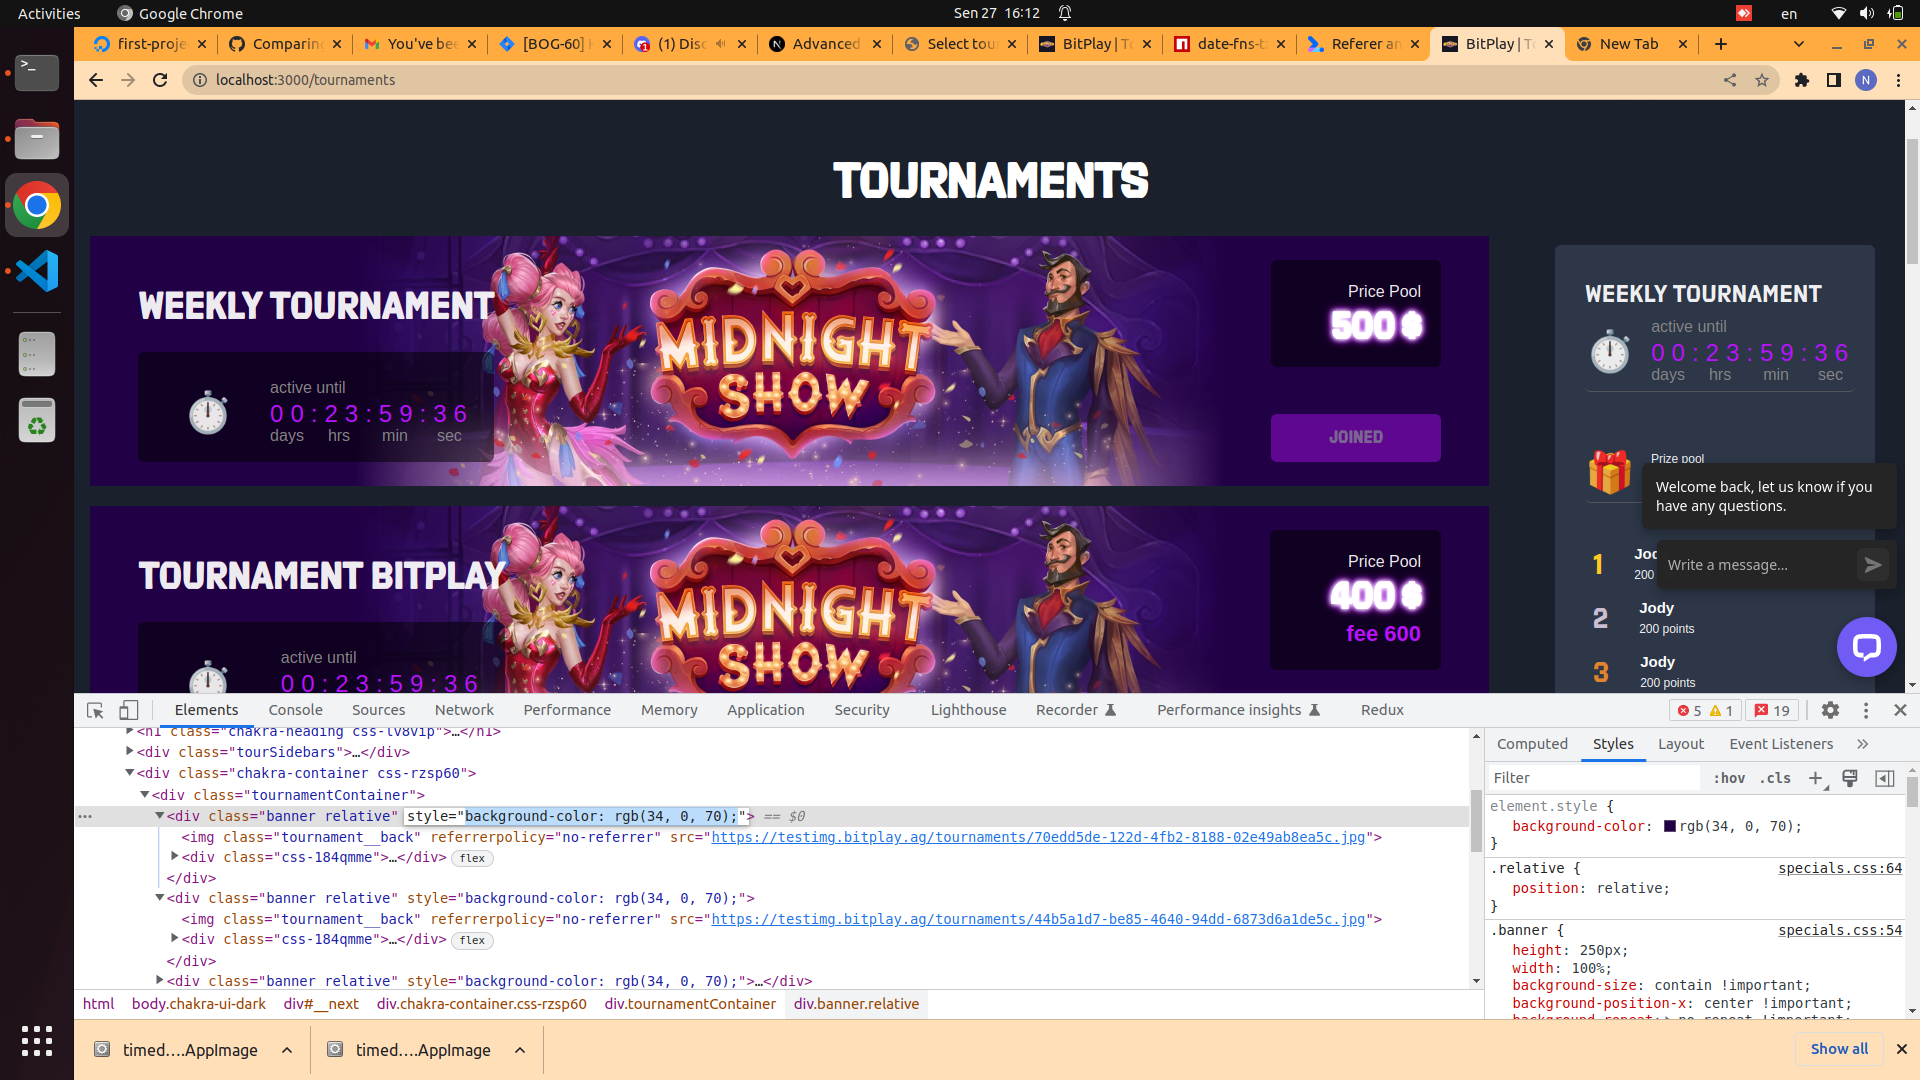 Activities
Google Chrome
Sen 27 16:12
en
first-proje
Comparing
You've bee
[BOG-60]
(1) Disc
Advanced
Select tour
BitPlay | To
date-fns-t
Referer an
BitPlay | To
New Tab
localhost:3000/tournaments
N
TOURNAMENTS
WEEKLY TOURNAMENT
active until
00:23:59:36
days hrs min sec
MIDNIGHT
SHOW
Price Pool
500 $
JOINED
TOURNAMENT BITPLAY
active until
00:23:59:36
MIDNIGHT
SHOW
Price Pool
400 $
fee 600
WEEKLY TOURNAMENT
active until
00:23:59:36
days hrs min sec
Prize pool
Welcome back, let us know if you
have any questions.
Write a message...
1
200
2
Jody
200 points
3
Jody
200 points
Elements Console Sources Network Performance Memory Application Security Lighthouse Recorder Performance insights Redux
5 1 19
<h1 class="chakra-heading css-1v8vip">…</h1>
<div class="tourSidebars">…</div>
<div class="chakra-container css-rzsp60">
<div class="tournamentContainer">
<div class="banner relative" style="background-color: rgb(34, 0, 70);"> == $0
<img class="tournament__back" referrerpolicy="no-referrer" src="https://testimg.bitplay.ag/tournaments/70edd5de-122d-4fb2-8188-02e49ab8ea5c.jpg">
<div class="css-184qmme">…</div> flex
</div>
<div class="banner relative" style="background-color: rgb(34, 0, 70);">
<img class="tournament__back" referrerpolicy="no-referrer" src="https://testimg.bitplay.ag/tournaments/44b5a1d7-be85-4640-94dd-6873d6a1de5c.jpg">
<div class="css-184qmme">…</div> flex
</div>
<div class="banner relative" style="background-color: rgb(34, 0, 70);">…</div>
html body.chakra-ui-dark div#__next div.chakra-container.css-rzsp60 div.tournamentContainer div.banner.relative
Computed Styles Layout Event Listeners
Filter
:hov .cls
element.style {
background-color: rgb(34, 0, 70);
}
.relative { specials.css:64
position: relative;
}
.banner { specials.css:54
height: 250px;
width: 100%;
background-size: contain !important;
background-position-x: center !important;
background-repeat: no-repeat !important;
timed....AppImage
timed....AppImage
Show all